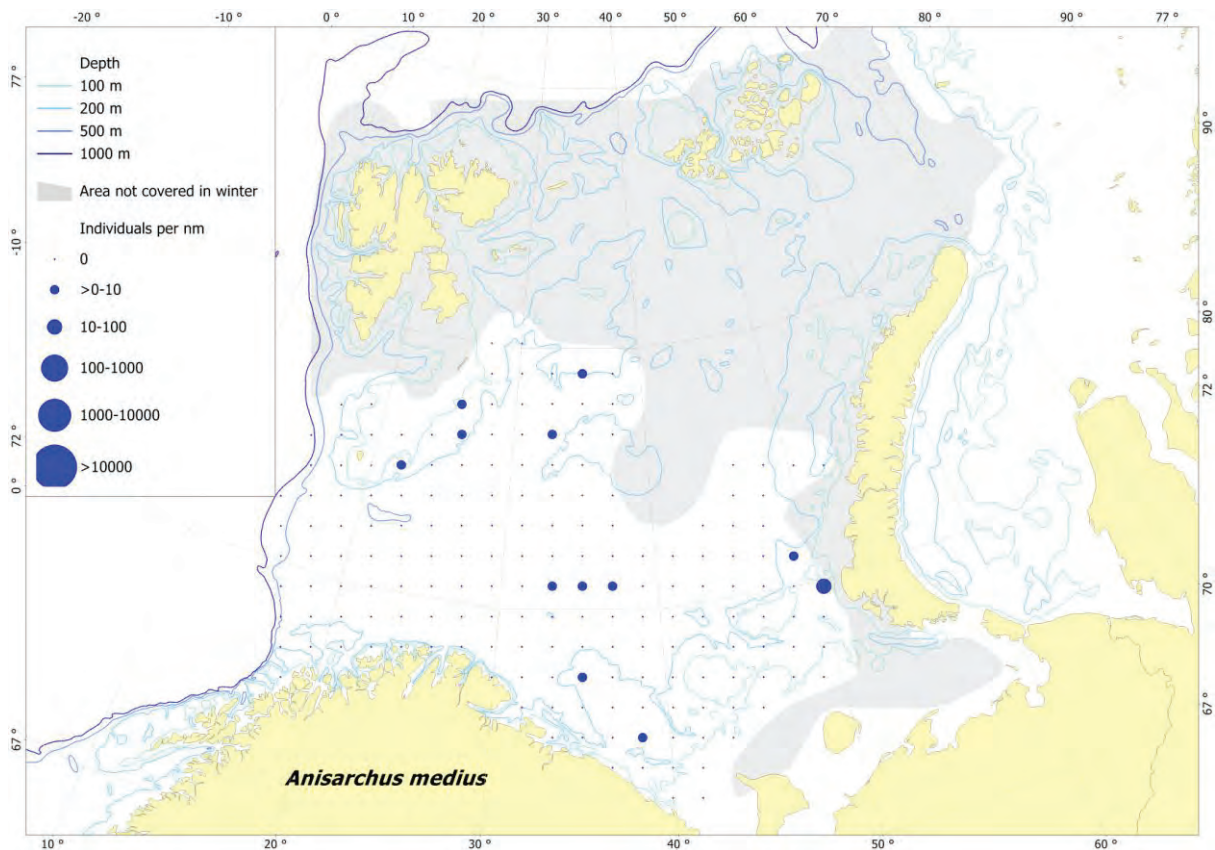 -20 ° -10 ° 0 ° 10 ° 20 ° 30 ° 40 ° 50 ° 60 ° 70 ° 80 ° 90 ° 77 °
77 °
-10 °
72 °
0 °
67 °
Depth
100 m
200 m
500 m
1000 m
Area not covered in winter
Individuals per nm
0
>0-10
10-100
100-1000
1000-10000
>10000
90 °
80 °
72 °
70 °
67 °
Anisarchus medius
10 ° 20 ° 30 ° 40 ° 50 ° 60 °